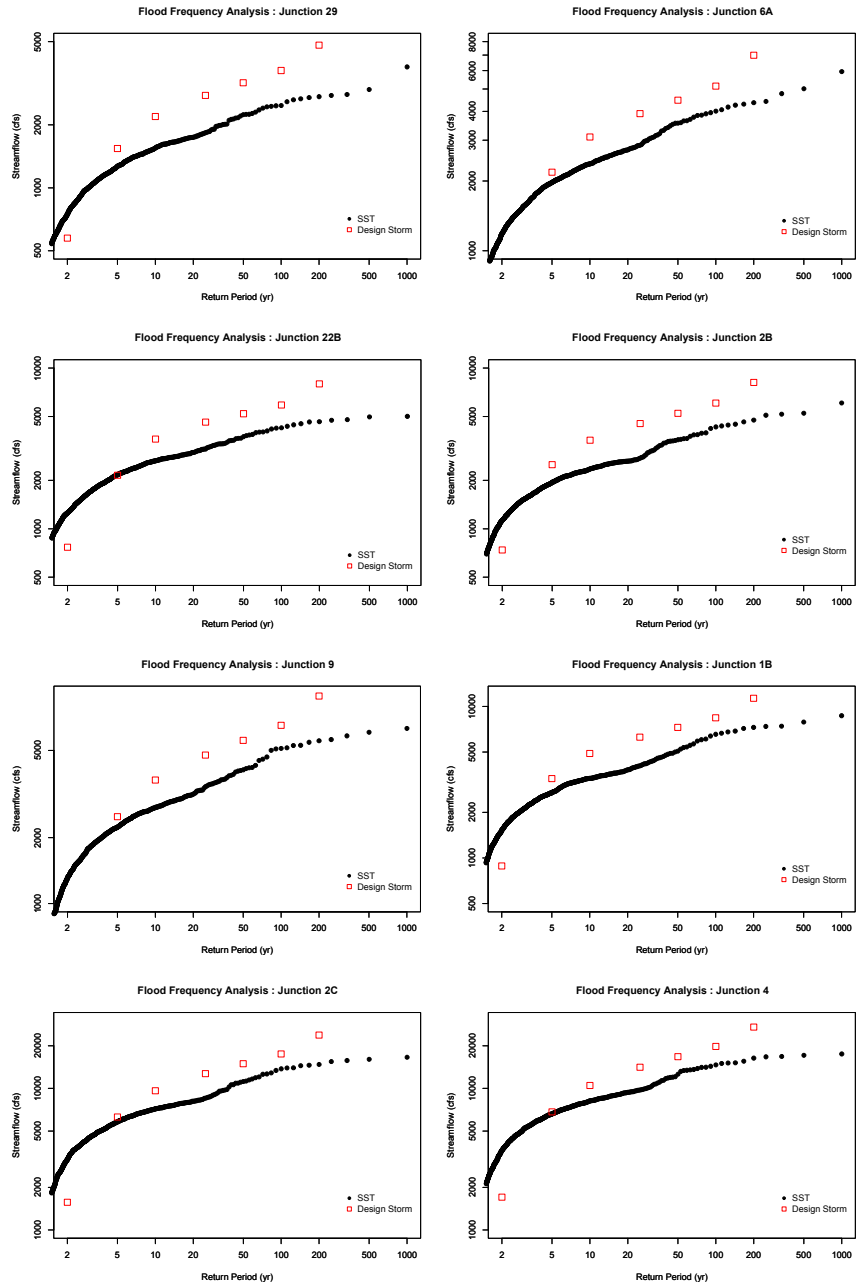 Flood Frequency Analysis : Junction 29
Streamflow (cfs)
5000
2000
1000
500
SST
Design Storm
2 5 10 20 50 100 200 500 1000
Return Period (yr)
Flood Frequency Analysis : Junction 6A
Streamflow (cfs)
8000
6000
4000
3000
2000
1000
SST
Design Storm
2 5 10 20 50 100 200 500 1000
Return Period (yr)
Flood Frequency Analysis : Junction 22B
Streamflow (cfs)
10000
5000
2000
1000
500
SST
Design Storm
2 5 10 20 50 100 200 500 1000
Return Period (yr)
Flood Frequency Analysis : Junction 2B
Streamflow (cfs)
10000
5000
2000
1000
500
SST
Design Storm
2 5 10 20 50 100 200 500 1000
Return Period (yr)
Flood Frequency Analysis : Junction 9
Streamflow (cfs)
5000
2000
1000
SST
Design Storm
2 5 10 20 50 100 200 500 1000
Return Period (yr)
Flood Frequency Analysis : Junction 1B
Streamflow (cfs)
10000
5000
2000
1000
500
SST
Design Storm
2 5 10 20 50 100 200 500 1000
Return Period (yr)
Flood Frequency Analysis : Junction 2C
Streamflow (cfs)
20000
10000
5000
2000
1000
SST
Design Storm
2 5 10 20 50 100 200 500 1000
Return Period (yr)
Flood Frequency Analysis : Junction 4
Streamflow (cfs)
20000
10000
5000
2000
1000
SST
Design Storm
2 5 10 20 50 100 200 500 1000
Return Period (yr)